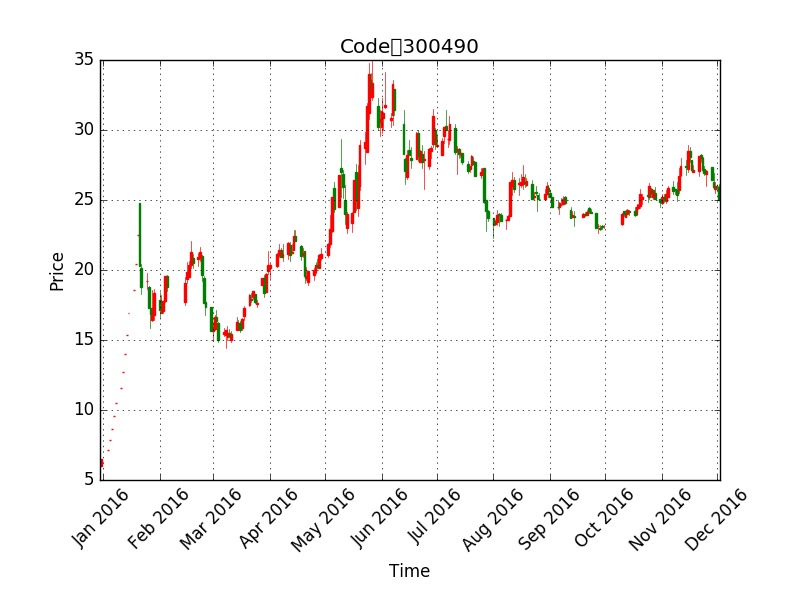 Code▯300490
35
30
25
20
15
10
5
Price
Jan 2016
Feb 2016
Mar 2016
Apr 2016
May 2016
Jun 2016
Jul 2016
Aug 2016
Sep 2016
Oct 2016
Nov 2016
Dec 2016
Time